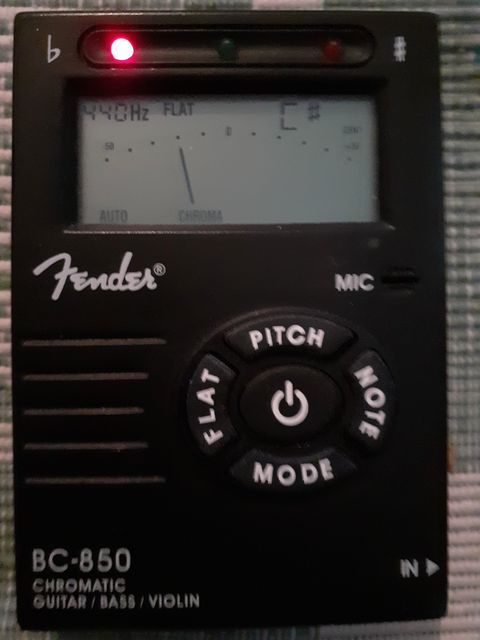 ♭ ♯
440Hz FLAT C#
0
-50 CENT +50
AUTO CHROMA
Fender®
MIC
PITCH
FLAT NOTE
MODE
BC-850
CHROMATIC
GUITAR / BASS / VIOLIN
IN